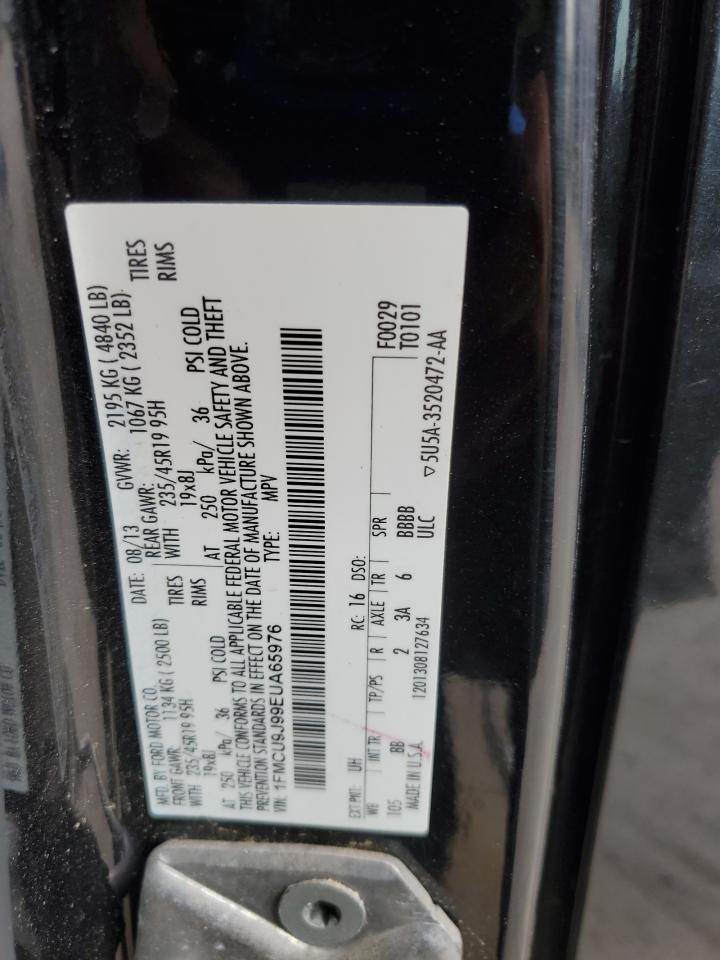 MFD. BY FORD MOTOR CO.
DATE: 08/13 GVWR: 2195 KG ( 4840 LB)
FRONT GAWR: 1134 KG ( 2500 LB)
REAR GAWR: 1067 KG ( 2352 LB)
WITH 235/45R19 95H TIRES
WITH 235/45R19 95H TIRES
19x8J RIMS
19x8J RIMS
AT 250 kPa/ 36 PSI COLD
AT 250 kPa/ 36 PSI COLD
THIS VEHICLE CONFORMS TO ALL APPLICABLE FEDERAL MOTOR VEHICLE SAFETY AND THEFT
PREVENTION STANDARDS IN EFFECT ON THE DATE OF MANUFACTURE SHOWN ABOVE.
VIN: 1FMCU9J99EUA65976
TYPE: MPV
EXT PNT: UH RC: 16 DSO: F0029
WB INT TR TP/PS R AXLE TR SPR T0101
105 BB 2 3A 6 BBBB
MADE IN U.S.A. 1201308127634 ULC ▽5U5A-3520472-AA